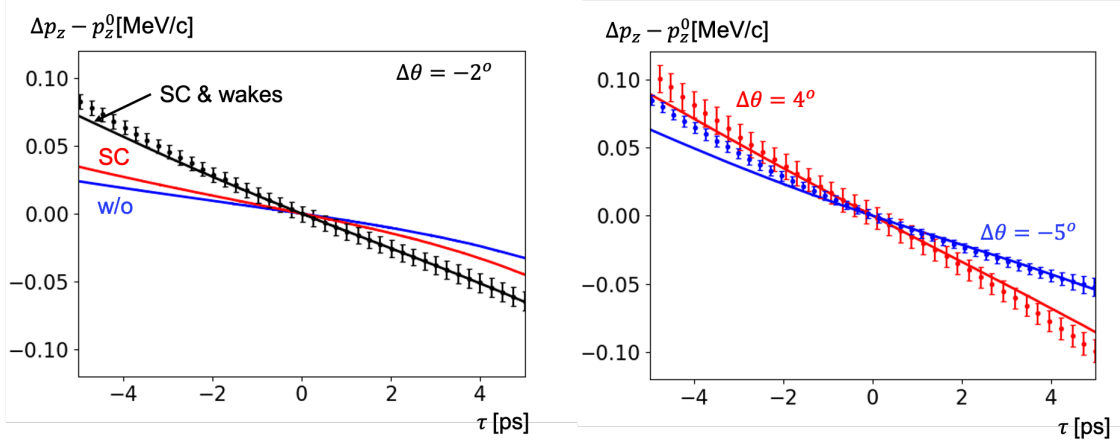 Δp_z − p_z^0[MeV/c]
0.10
0.05
0.00
−0.05
−0.10
Δθ = −2^o
SC & wakes
SC
w/o
−4 −2 0 2 4
τ [ps]
Δp_z − p_z^0[MeV/c]
0.10
0.05
0.00
−0.05
−0.10
Δθ = 4^o
Δθ = −5^o
−4 −2 0 2 4
τ [ps]